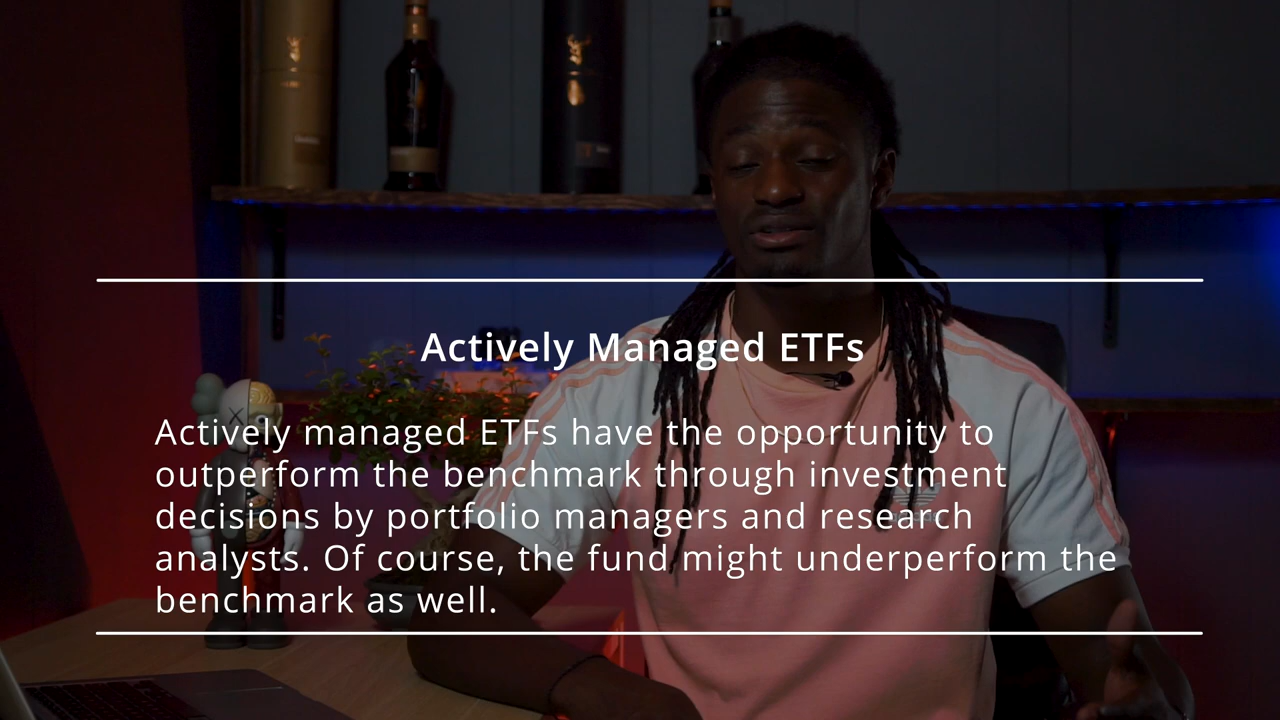 Actively Managed ETFs
Actively managed ETFs have the opportunity to
outperform the benchmark through investment
decisions by portfolio managers and research
analysts. Of course, the fund might underperform the
benchmark as well.